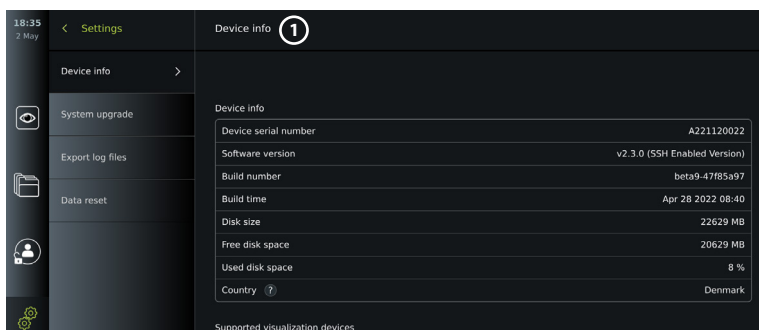 18:35
2 May
Settings
Device info 1
Device info
System upgrade
Export log files
Data reset
Device info
Device serial number A221120022
Software version v2.3.0 (SSH Enabled Version)
Build number beta9-47f85a97
Build time Apr 28 2022 08:40
Disk size 22629 MB
Free disk space 20629 MB
Used disk space 8 %
Country ? Denmark
Supported visualization devices